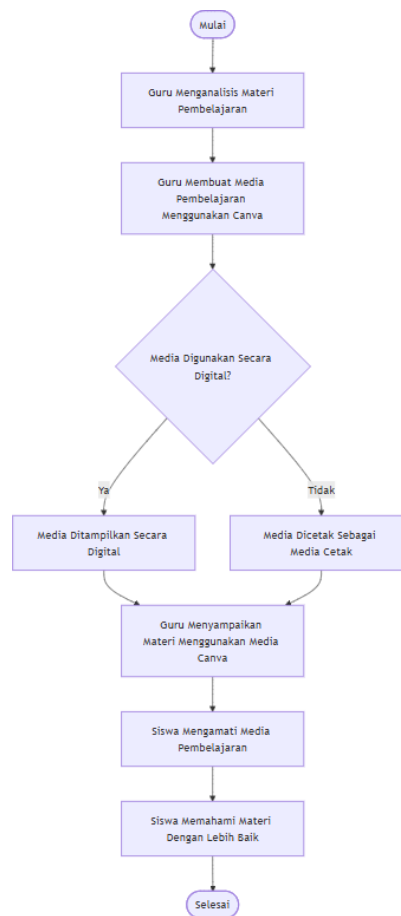 Mulai
Guru Menganalisis Materi
Pembelajaran
Guru Membuat Media
Pembelajaran
Menggunakan Canva
Media Digunakan Secara
Digital?
Ya
Tidak
Media Ditampilkan Secara
Digital
Media Dicetak Sebagai
Media Cetak
Guru Menyampaikan
Materi Menggunakan Media
Canva
Siswa Mengamati Media
Pembelajaran
Siswa Memahami Materi
Dengan Lebih Baik
Selesai